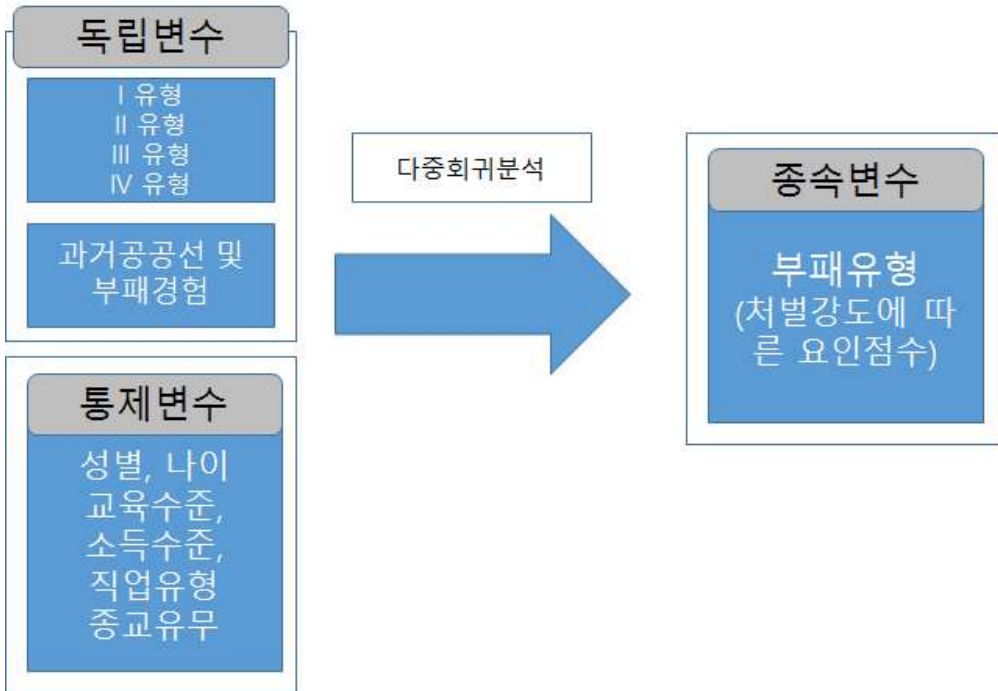 독립변수
Ⅰ 유형
Ⅱ 유형
Ⅲ 유형
Ⅳ 유형
과거공공선 및
부패경험
통제변수
성별, 나이
교육수준,
소득수준,
직업유형
종교유무
다중회귀분석
종속변수
부패유형
(처벌강도에 따
른 요인점수)